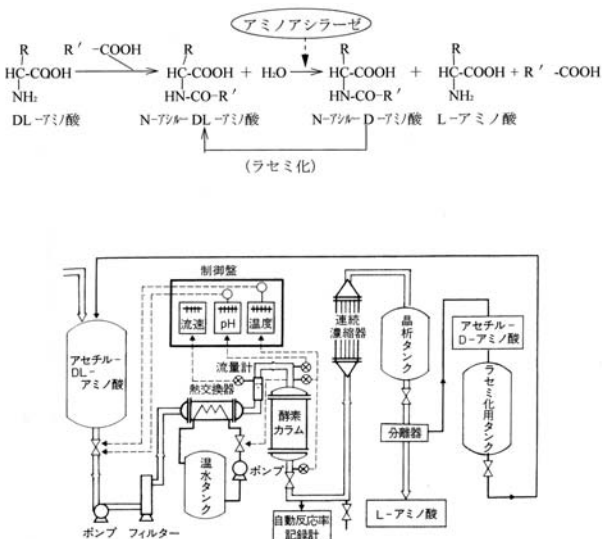 アミノアシラーゼ
R R′-COOH R R R
HC-COOH HC-COOH + H₂O HC-COOH + HC-COOH + R′-COOH
NH₂ HN-CO-R′ HN-CO-R′ NH₂
DL-アミノ酸 N-アシル-DL-アミノ酸 N-アシル-D-アミノ酸 L-アミノ酸
(ラセミ化)
制御盤
流速 pH 温度
アセチル-
DL-
アミノ酸
流量計
熱交換器
酵素
カラム
連続
濃縮器
晶析タンク
アセチル-
D-アミノ酸
ラセミ化用タンク
分離器
温水タンク
ポンプ
L-アミノ酸
自動反応率
記録計
ポンプ フィルター